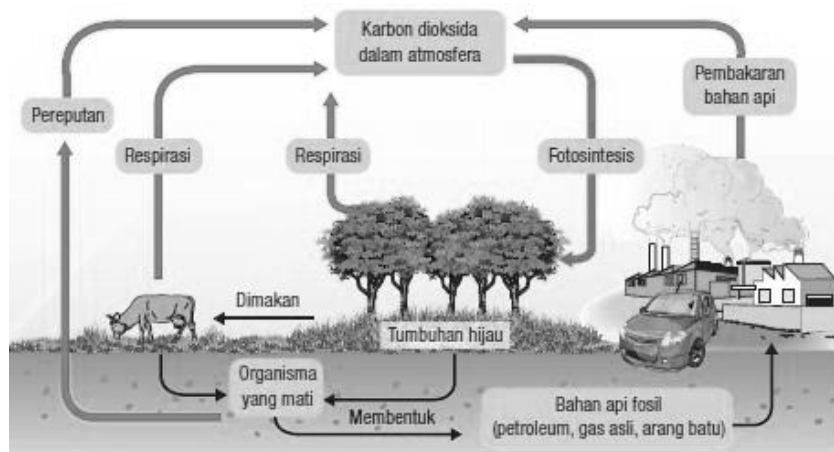 Karbon dioksida
dalam atmosfera
Pembakaran
bahan api
Pereputan
Respirasi
Respirasi
Fotosintesis
Dimakan
Tumbuhan hijau
Organisma
yang mati
Membentuk
Bahan api fosil
(petroleum, gas asli, arang batu)